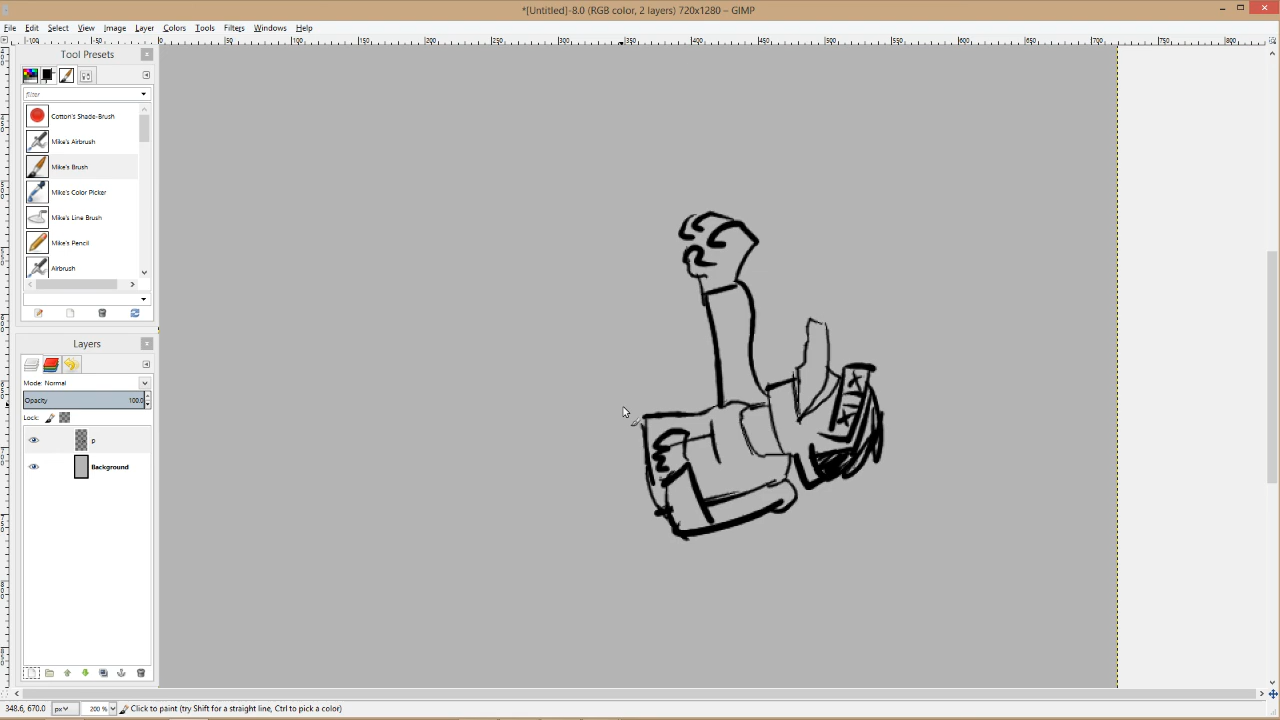 *[Untitled]-8.0 (RGB color, 2 layers) 720x1280 – GIMP
File Edit Select View Image Layer Colors Tools Filters Windows Help
Tool Presets
filter
Cotton's Shade-Brush
Mike's Airbrush
Mike's Brush
Mike's Color Picker
Mike's Line Brush
Mike's Pencil
Airbrush
Layers
Mode: Normal
Opacity 100.0
Lock:
p
Background
348.6, 670.0 px 200 % Click to paint (try Shift for a straight line, Ctrl to pick a color)